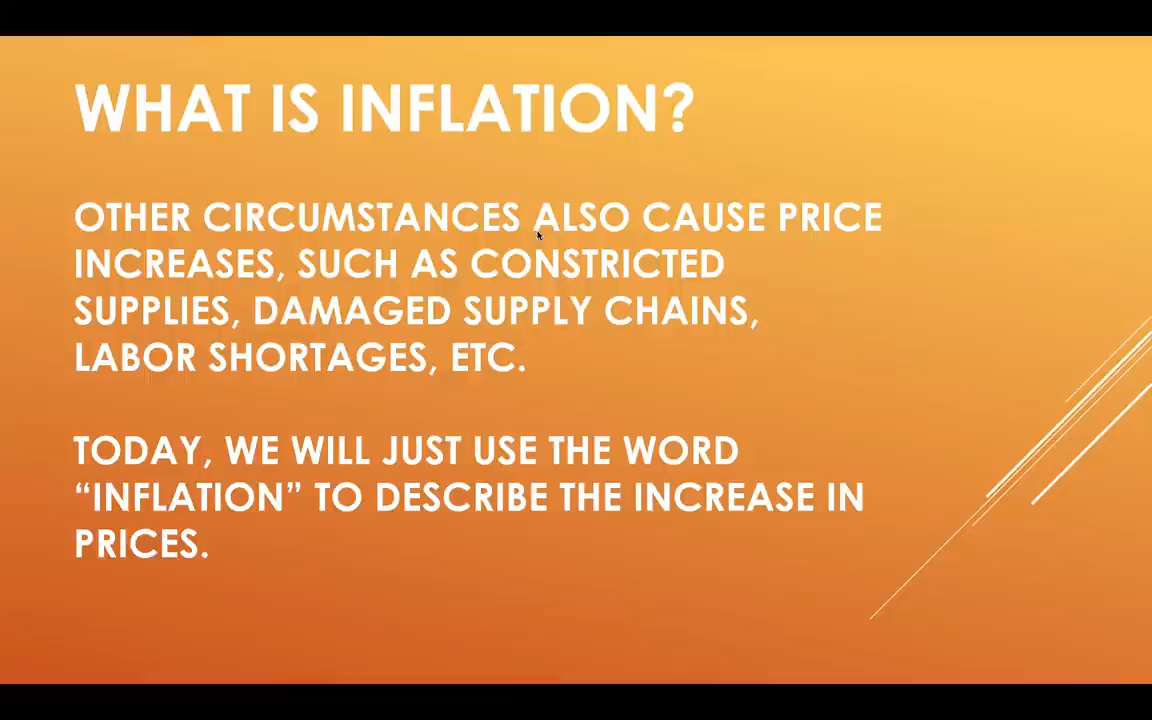 WHAT IS INFLATION?
OTHER CIRCUMSTANCES ALSO CAUSE PRICE
INCREASES, SUCH AS CONSTRICTED
SUPPLIES, DAMAGED SUPPLY CHAINS,
LABOR SHORTAGES, ETC.
TODAY, WE WILL JUST USE THE WORD
“INFLATION” TO DESCRIBE THE INCREASE IN
PRICES.